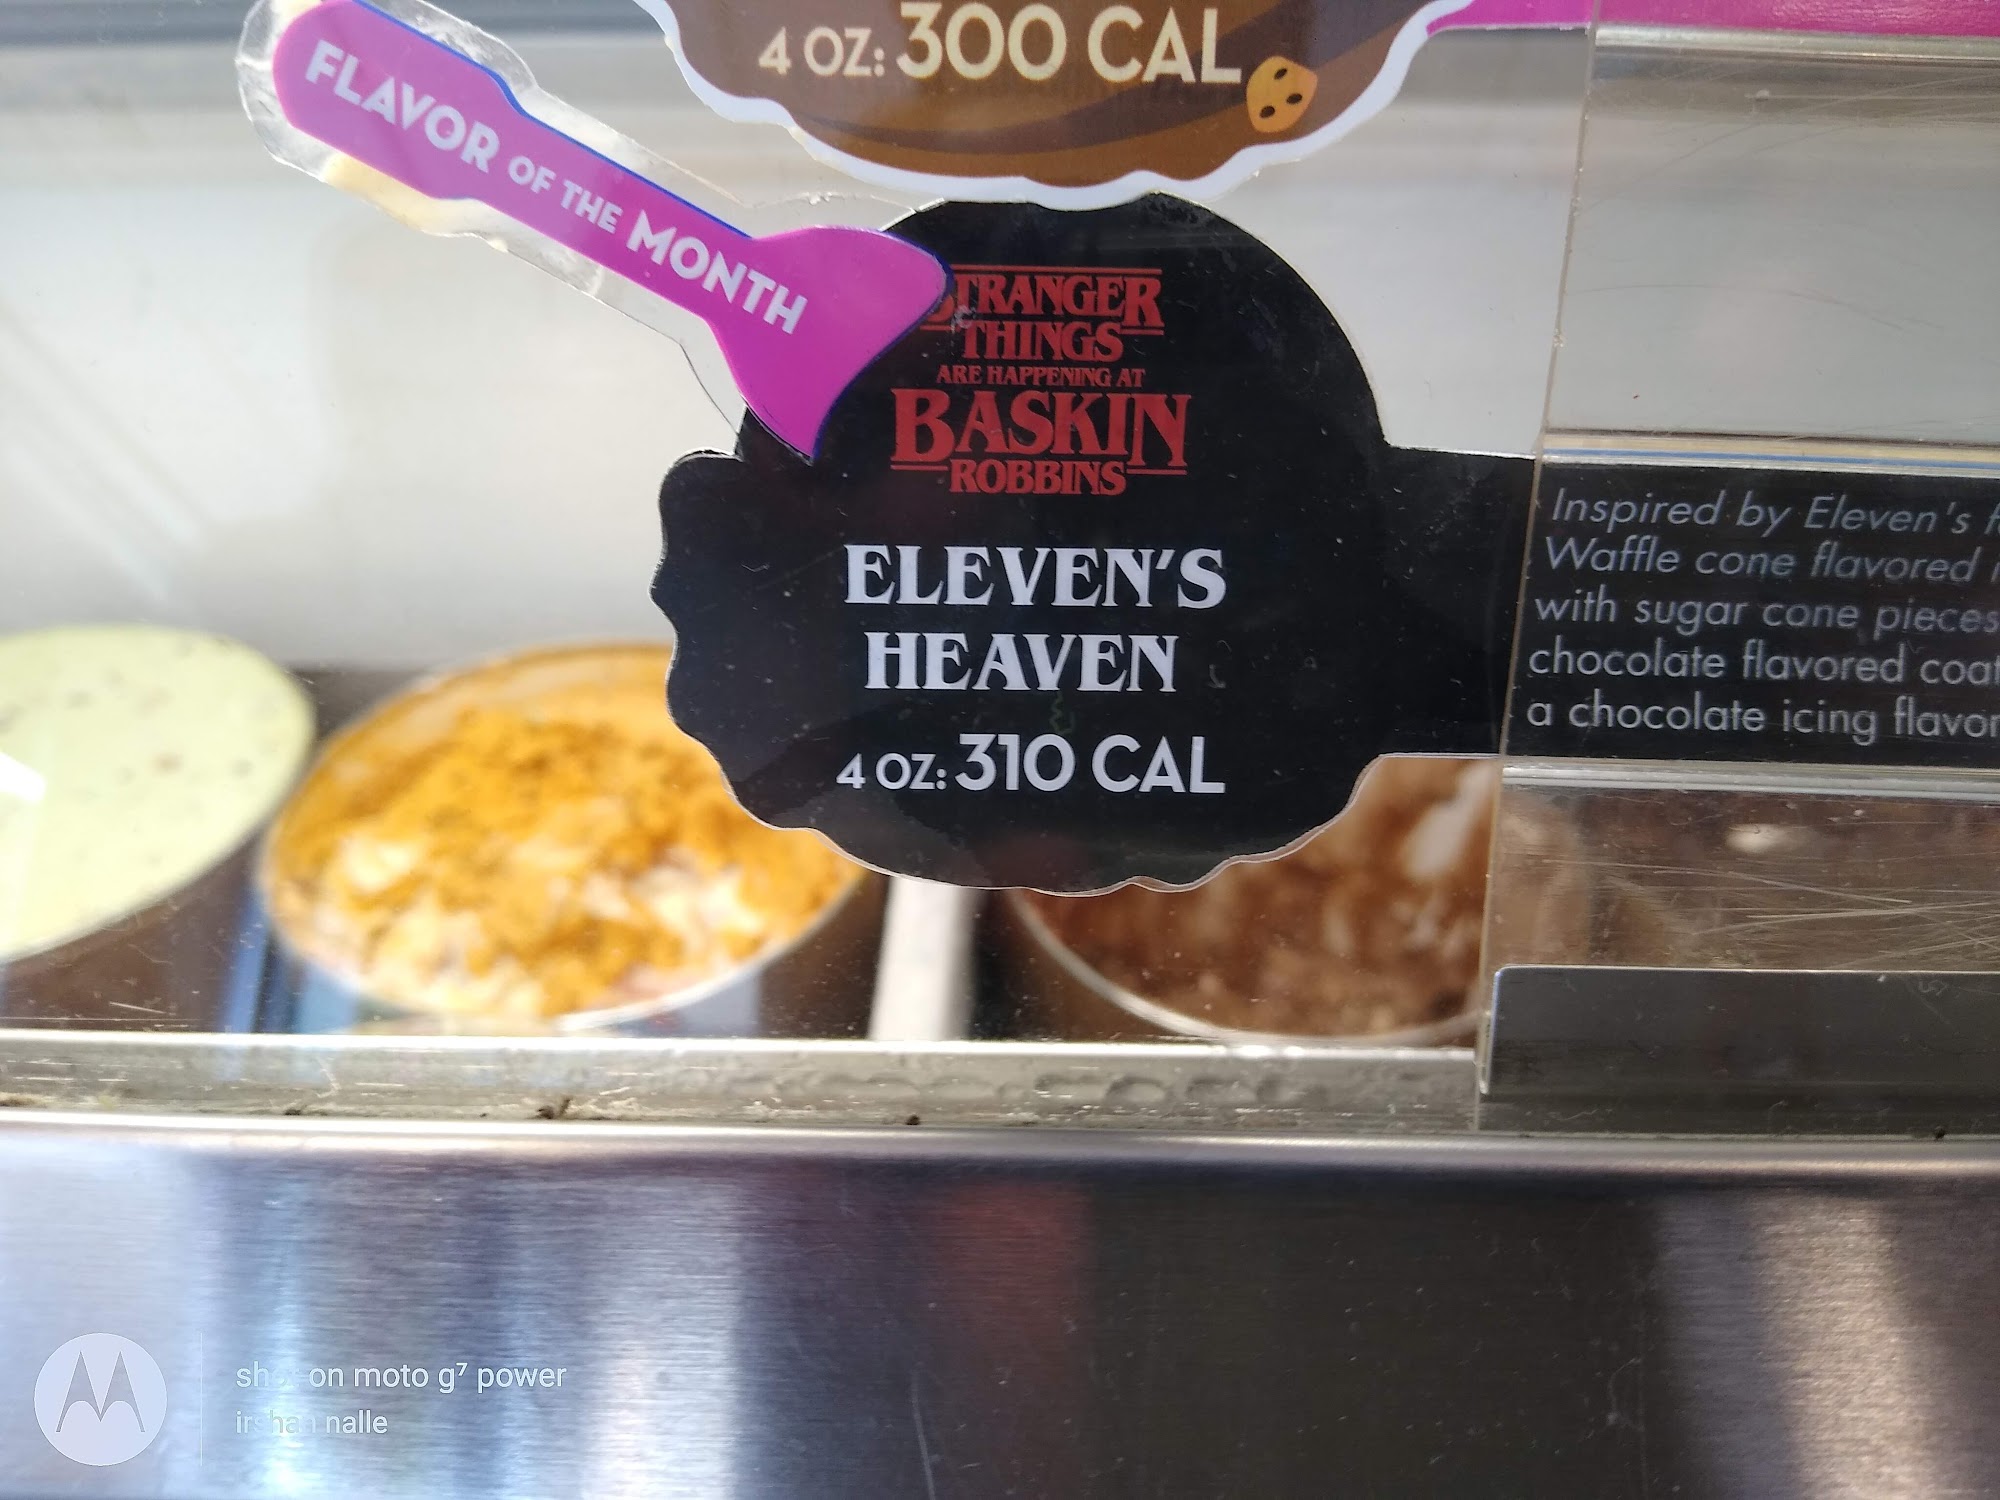 4 OZ: 300 CAL
FLAVOR OF THE MONTH
STRANGER
THINGS
ARE HAPPENING AT
BASKIN
ROBBINS
ELEVEN'S
HEAVEN
4 OZ: 310 CAL
Inspired by Eleven's
Waffle cone flavored
with sugar cone pieces
chocolate flavored
a chocolate icing
shot on moto g⁷ power
irshan nalle